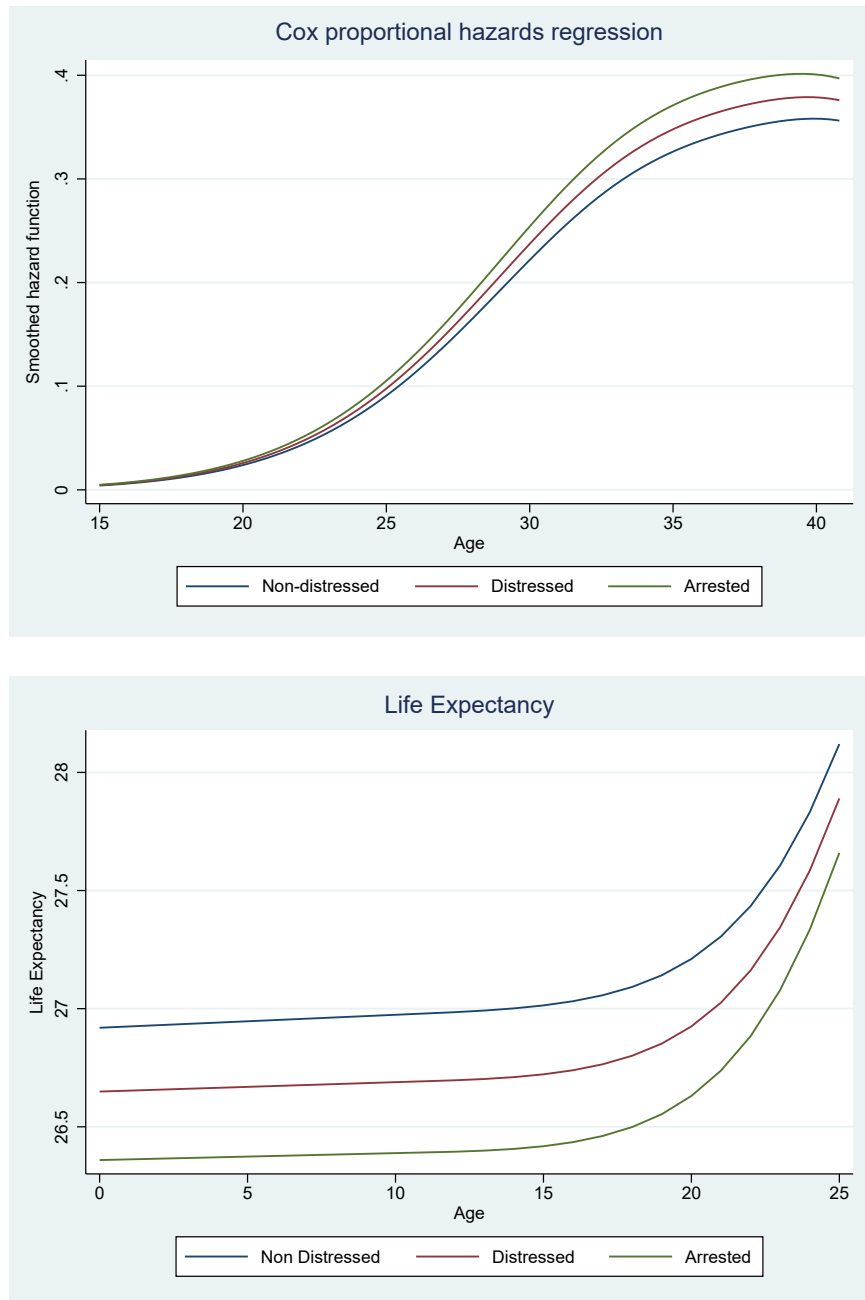 Cox proportional hazards regression
.4
.3
.2
.1
0
Smoothed hazard function
15 20 25 30 35 40
Age
Non-distressed Distressed Arrested
Life Expectancy
28
27.5
27
26.5
Life Expectancy
0 5 10 15 20 25
Age
Non Distressed Distressed Arrested